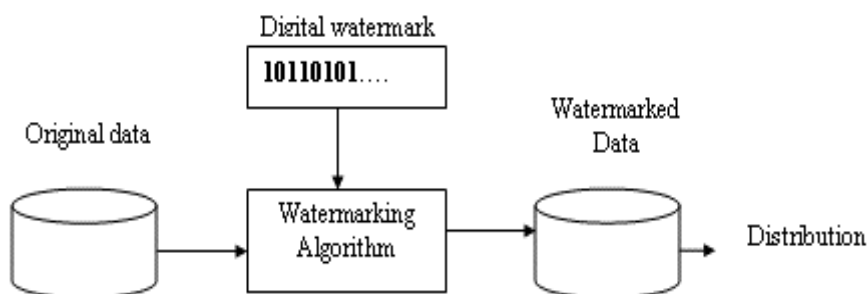 Digital watermark
10110101....
Original data
Watermarking
Algorithm
Watermarked
Data
Distribution